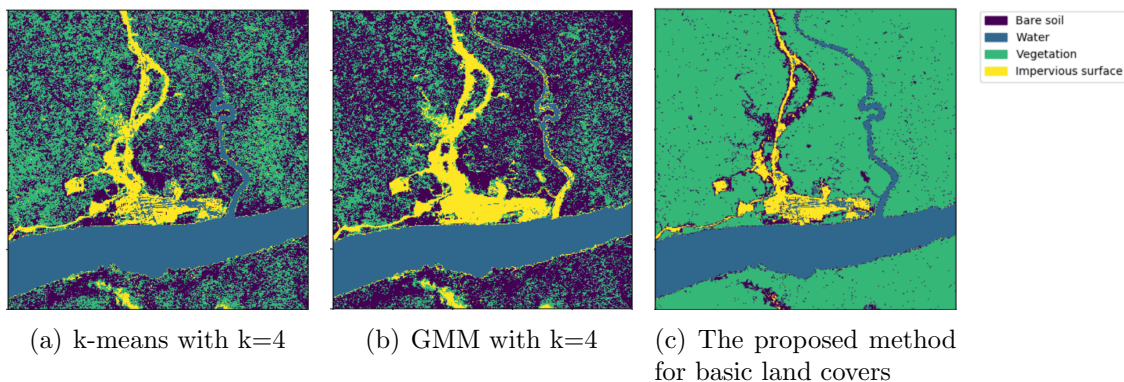 Bare soil
Water
Vegetation
Impervious surface
(a) k-means with k=4
(b) GMM with k=4
(c) The proposed method
for basic land covers